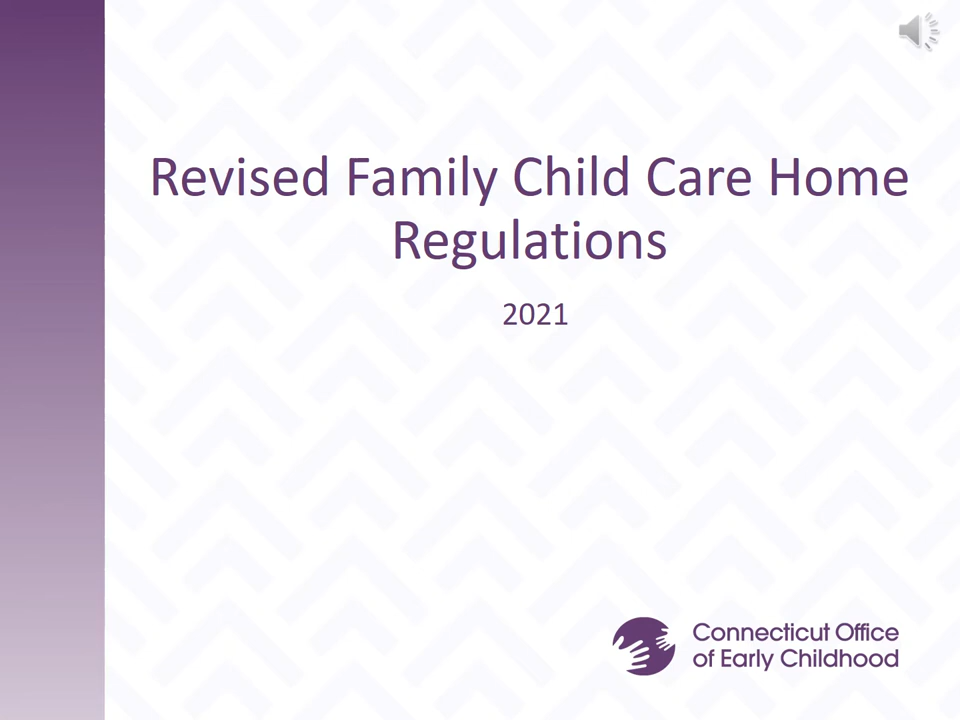 Revised Family Child Care Home
Regulations
2021
Connecticut Office
of Early Childhood